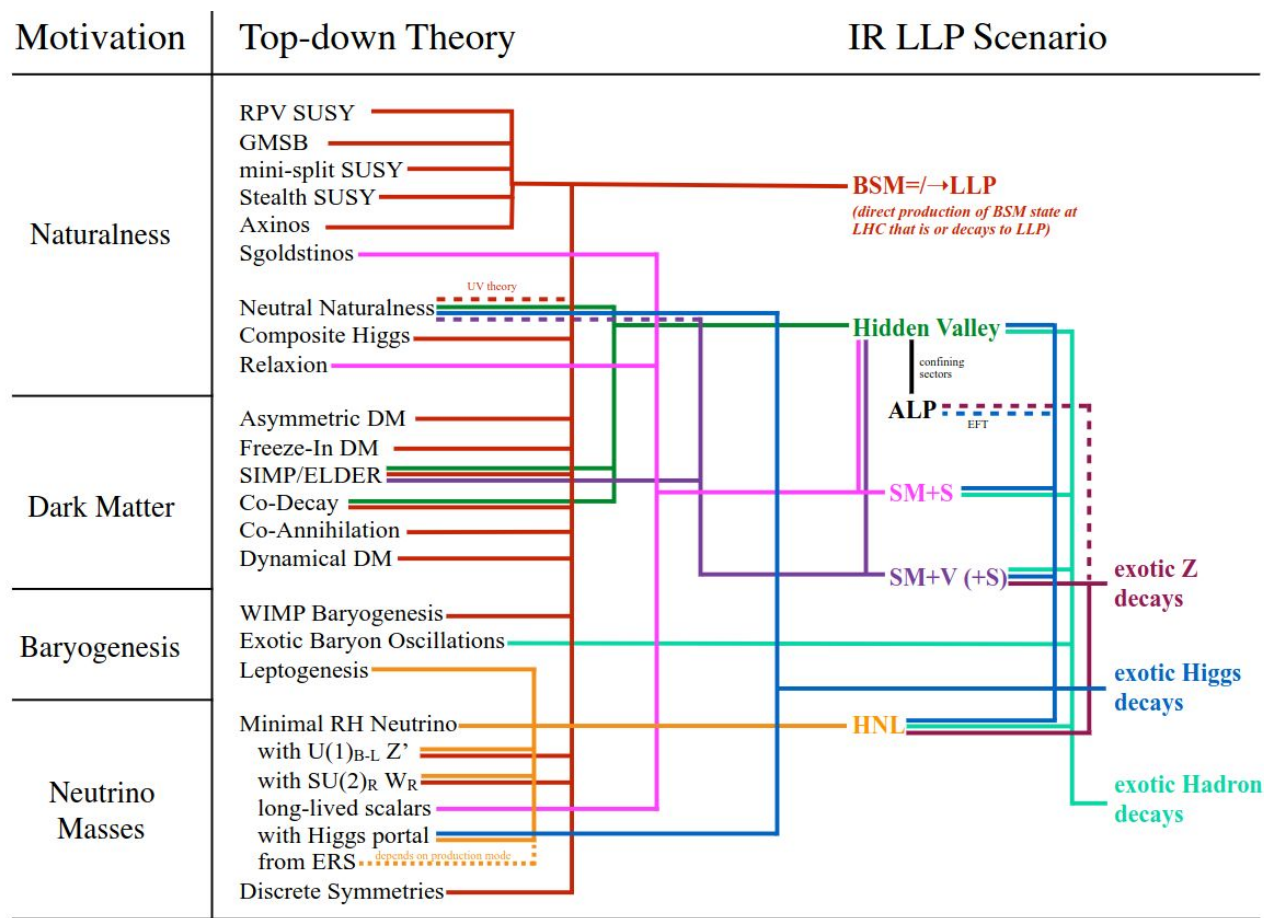 Motivation
Top-down Theory
IR LLP Scenario
Naturalness
RPV SUSY
GMSB
mini-split SUSY
Stealth SUSY
Axinos
Sgoldstinos
UV theory
Neutral Naturalness
Composite Higgs
Relaxion
Dark Matter
Asymmetric DM
Freeze-In DM
SIMP/ELDER
Co-Decay
Co-Annihilation
Dynamical DM
Baryogenesis
WIMP Baryogenesis
Exotic Baryon Oscillations
Leptogenesis
Neutrino
Masses
Minimal RH Neutrino
with U(1)B-L Z’
with SU(2)R WR
long-lived scalars
with Higgs portal
from ERS
depends on production mode
Discrete Symmetries
BSM=/→LLP
(direct production of BSM state at
LHC that is or decays to LLP)
Hidden Valley
confining
sectors
ALP
EFT
SM+S
SM+V (+S)
HNL
exotic Z
decays
exotic Higgs
decays
exotic Hadron
decays